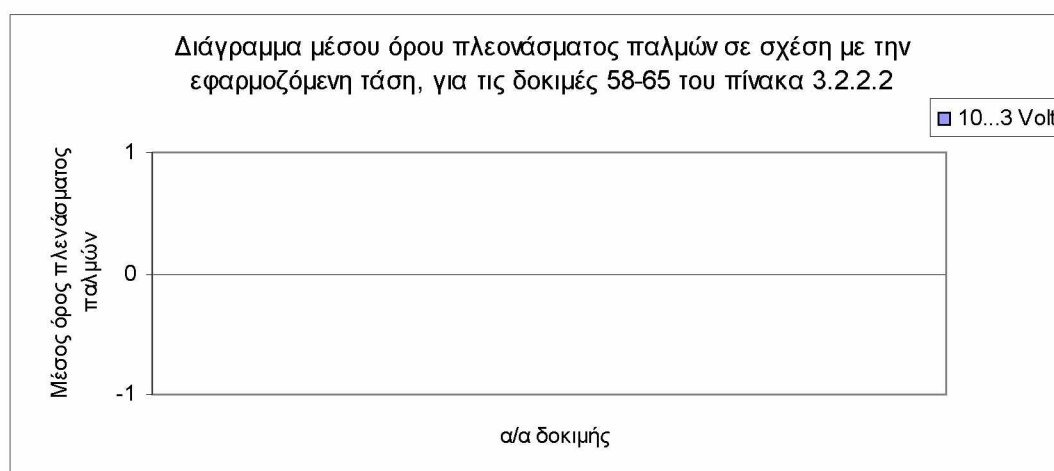 Διάγραμμα μέσου όρου πλεονάσματος παλμών σε σχέση με την
εφαρμοζόμενη τάση, για τις δοκιμές 58-65 του πίνακα 3.2.2.2
10...3 Volt
Μέσος όρος πλενάσματος
παλμών
1
0
-1
α/α δοκιμής